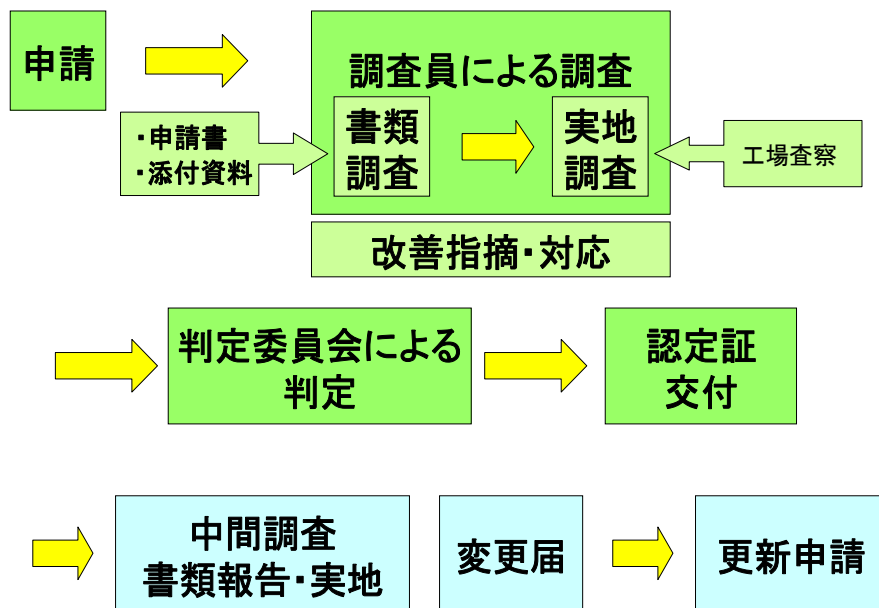 申請
調査員による調査
・申請書
・添付資料
書類
調査
実地
調査
工場査察
改善指摘・対応
判定委員会による
判定
認定証
交付
中間調査
書類報告・実地
変更届
更新申請